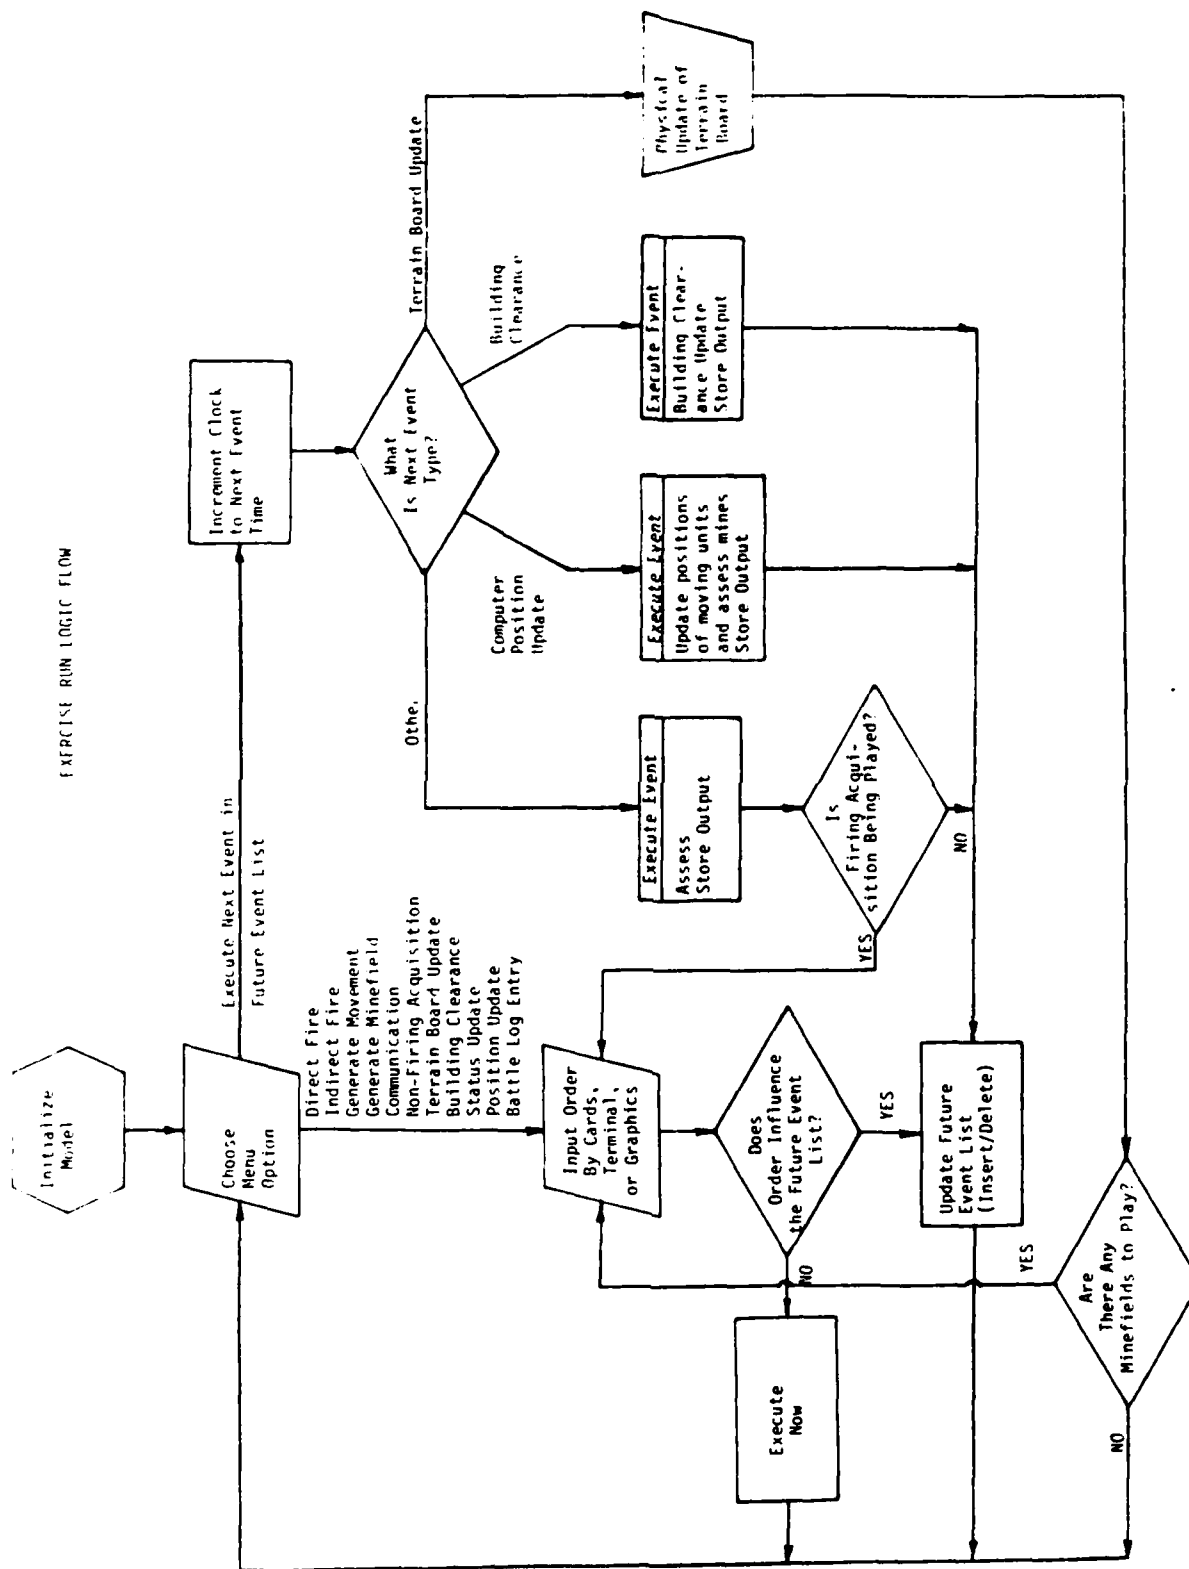 EXERCISE RUN LOGIC FLOW
Initialize
Model
Choose
Menu
Option
Execute Next Event in
Future Event List
Increment Clock
to Next Event
Time
What
Is Next Event
Type?
Terrain Board Update
Building
Clearance
Computer
Position
Update
Physical
Update of
Terrain
Board
Execute Event
Building Clear-
ance Update
Store Output
Execute Event
Update positions
of moving units
and assess mines
Store Output
Execute Event
Assess
Store Output
Is
Firing Acqui-
sition Being Played?
YES
NO
Direct Fire
Indirect Fire
Generate Movement
Generate Minefield
Communication
Non-Firing Acquisition
Terrain Board Update
Building Clearance
Status Update
Position Update
Battle Log Entry
Input Order
By Cards,
Terminal,
or Graphics
Does
Order Influence
the Future Event
List?
YES
NO
Update Future
Event List
(Insert/Delete)
Execute
Now
Are
There Any
Minefields to Play?
YES
NO